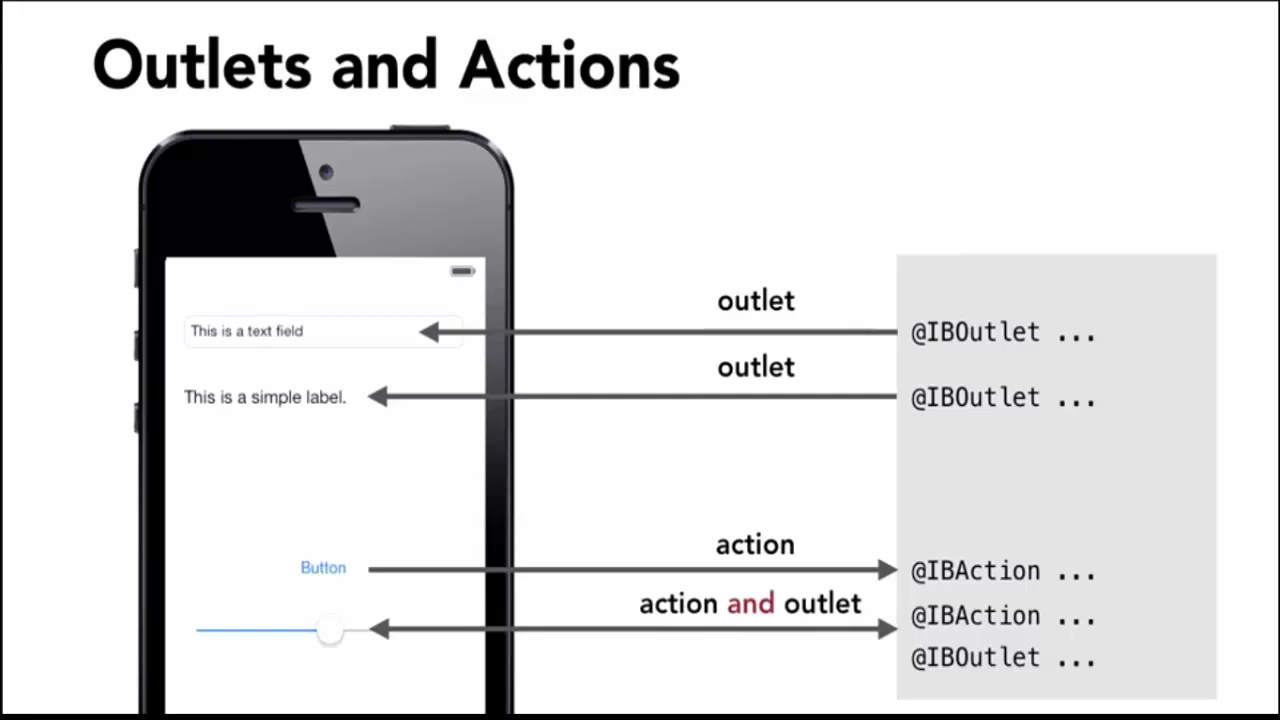 Outlets and Actions
outlet
This is a text field
@IBOutlet ...
outlet
This is a simple label.
@IBOutlet ...
action
Button
@IBAction ...
action and outlet
@IBAction ...
@IBOutlet ...